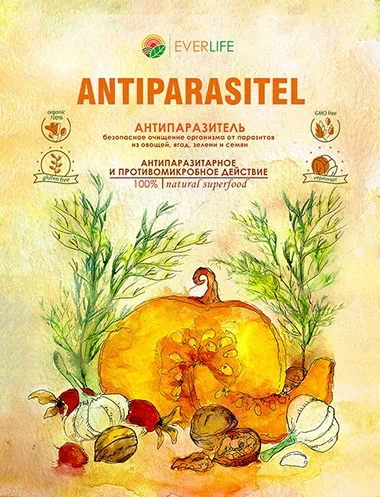 EVERLIFE
ANTIPARASITEL
organic
100%
GMO free
АНТИПАРАЗИТЕЛЬ
безопасное очищение организма от паразитов
из овощей, ягод, зелени и семян
gluten free
vegetarian
АНТИПАРАЗИТАРНОЕ
И ПРОТИВОМИКРОБНОЕ ДЕЙСТВИЕ
100% | natural superfood